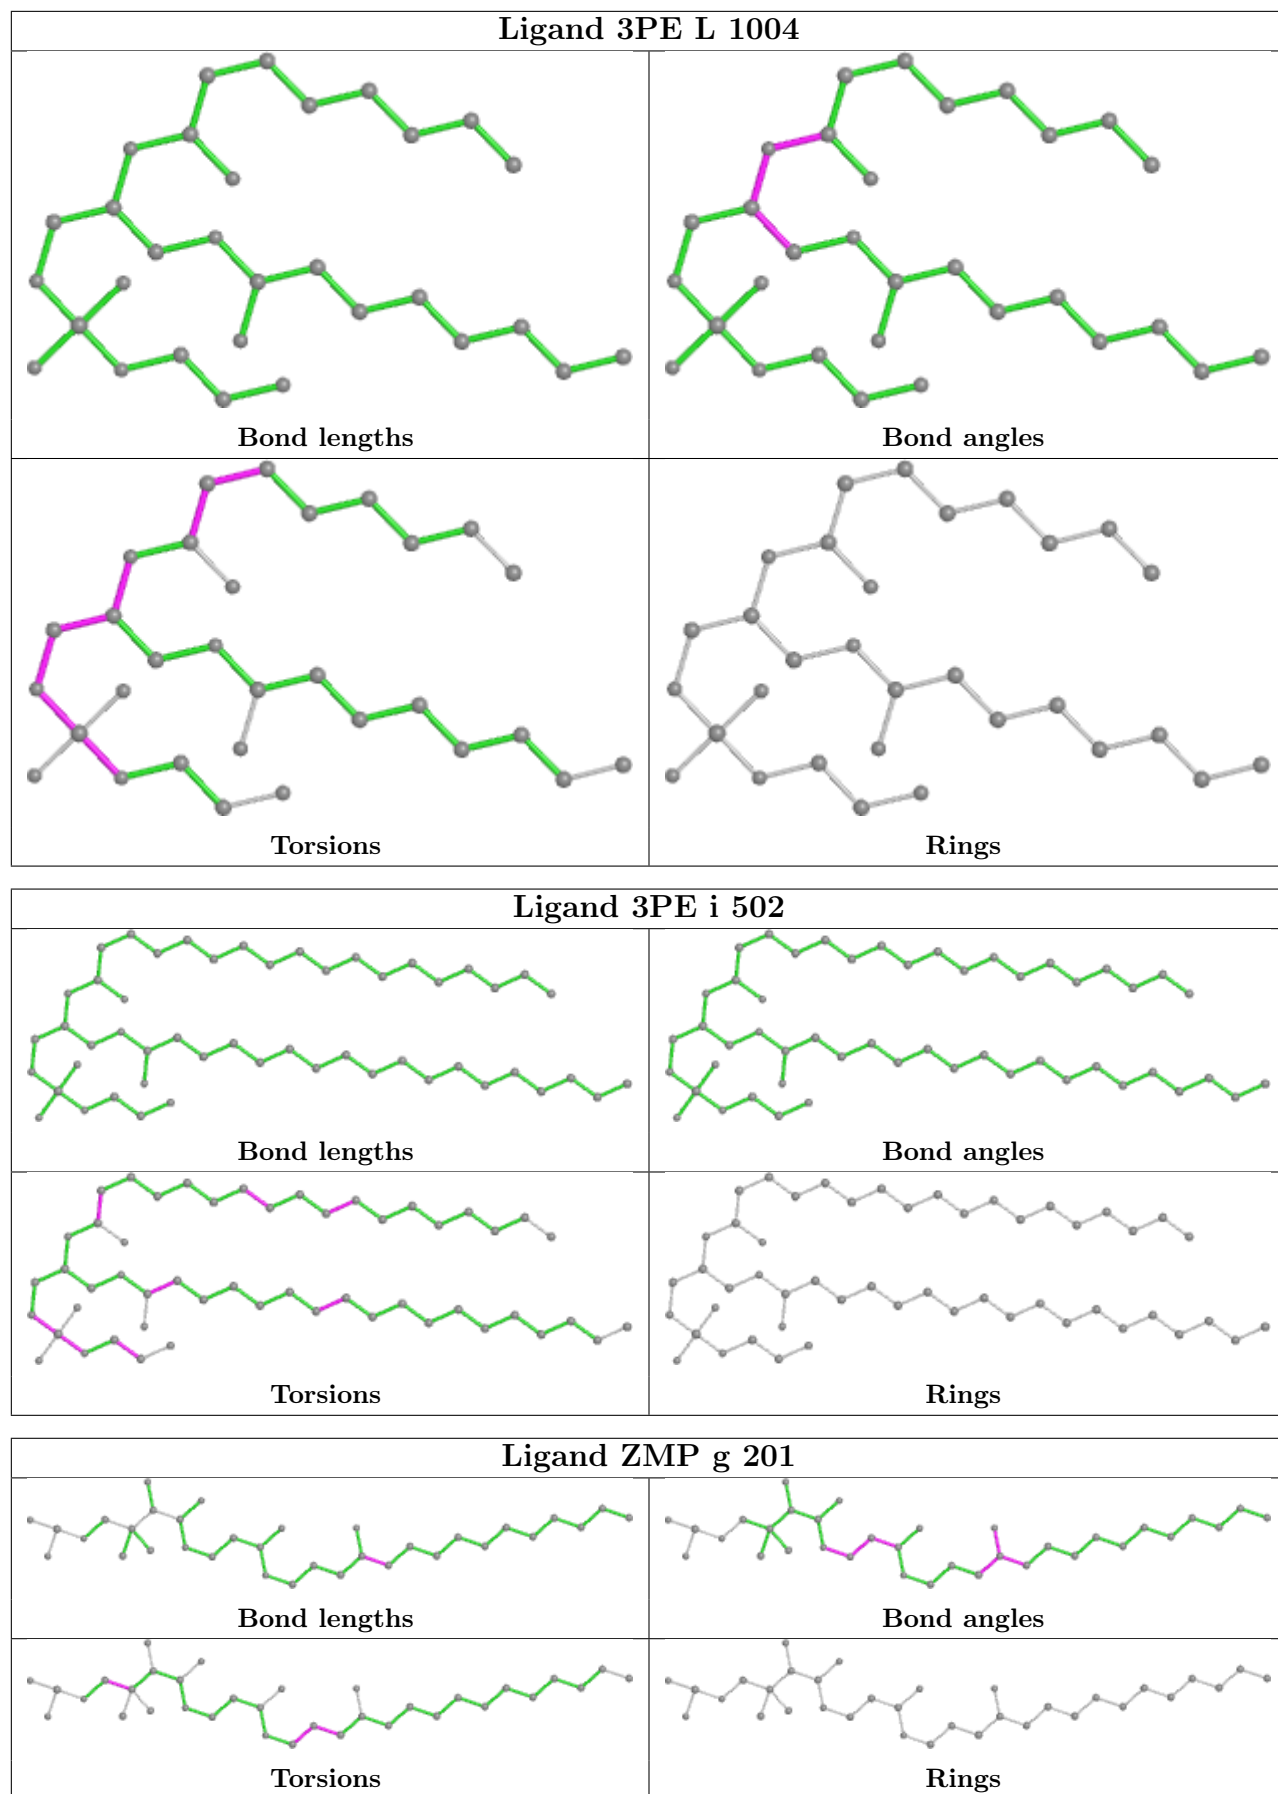 Ligand 3PE L 1004
Bond lengths
Bond angles
Torsions
Rings
Ligand 3PE i 502
Bond lengths
Bond angles
Torsions
Rings
Ligand ZMP g 201
Bond lengths
Bond angles
Torsions
Rings